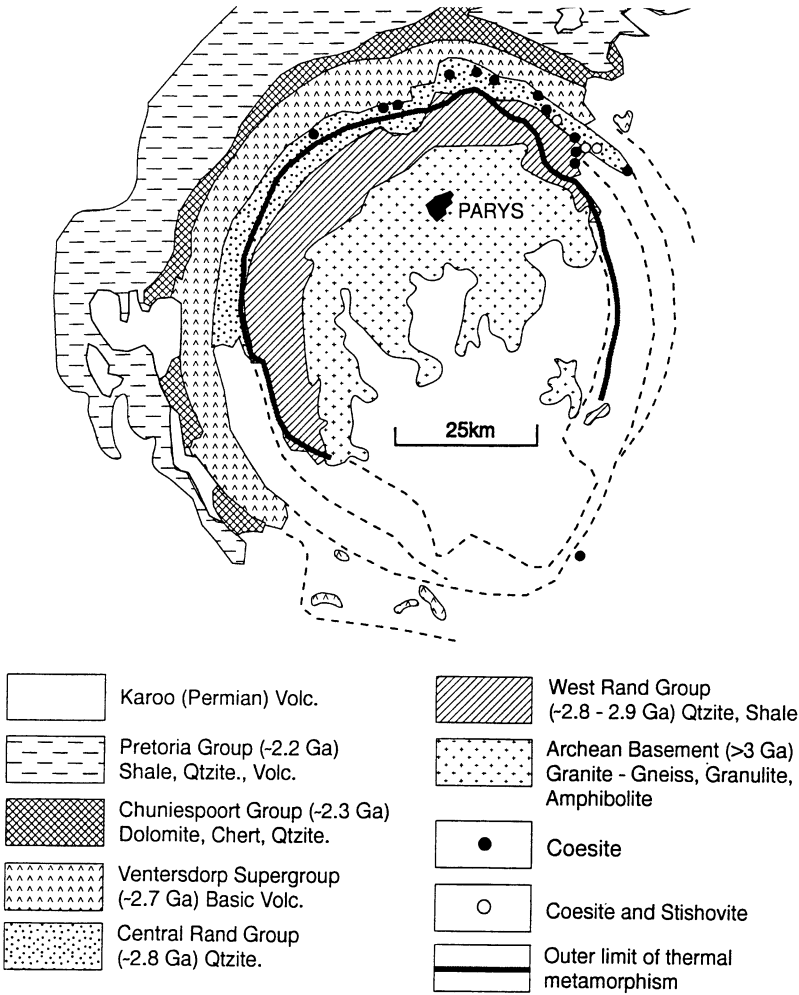 PARYS
25km
Karoo (Permian) Volc.
Pretoria Group (~2.2 Ga)
Shale, Qtzite., Volc.
Chuniespoort Group (~2.3 Ga)
Dolomite, Chert, Qtzite.
Ventersdorp Supergroup
(~2.7 Ga) Basic Volc.
Central Rand Group
(~2.8 Ga) Qtzite.
West Rand Group
(~2.8 - 2.9 Ga) Qtzite, Shale
Archean Basement (>3 Ga)
Granite - Gneiss, Granulite,
Amphibolite
Coesite
Coesite and Stishovite
Outer limit of thermal
metamorphism